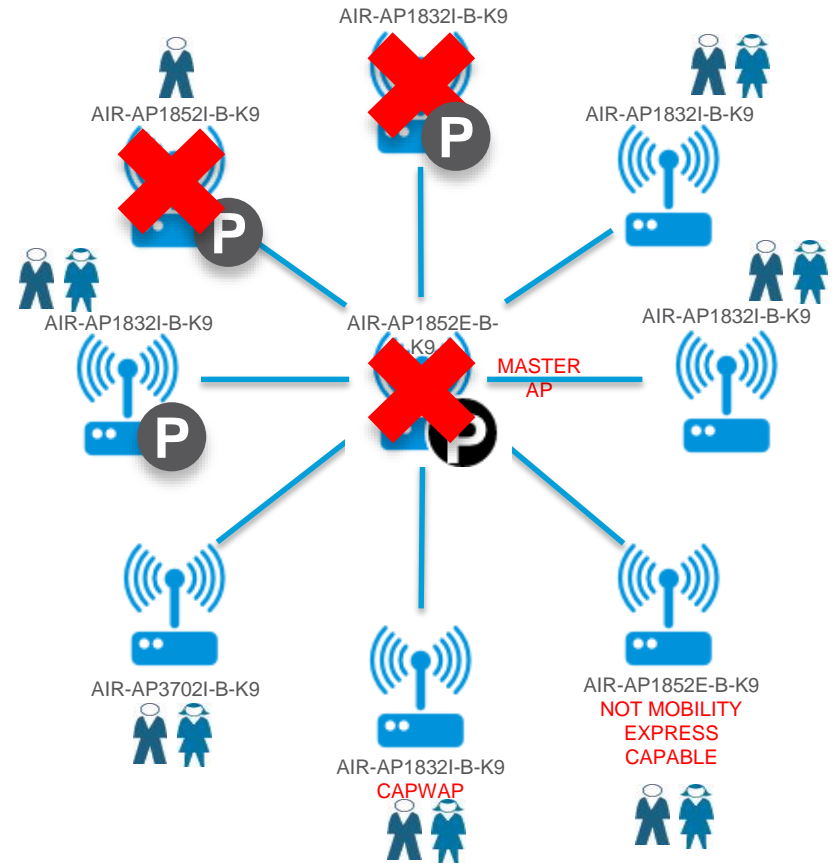 AIR-AP1832I-B-K9
AIR-AP1852I-B-K9
P
AIR-AP1832I-B-K9
P
AIR-AP1832I-B-K9
AIR-AP1852E-B-
K9
AIR-AP1832I-B-K9
MASTER
AP
P
P
AIR-AP3702I-B-K9
AIR-AP1832I-B-K9
CAPWAP
AIR-AP1852E-B-K9
NOT MOBILITY
EXPRESS
CAPABLE